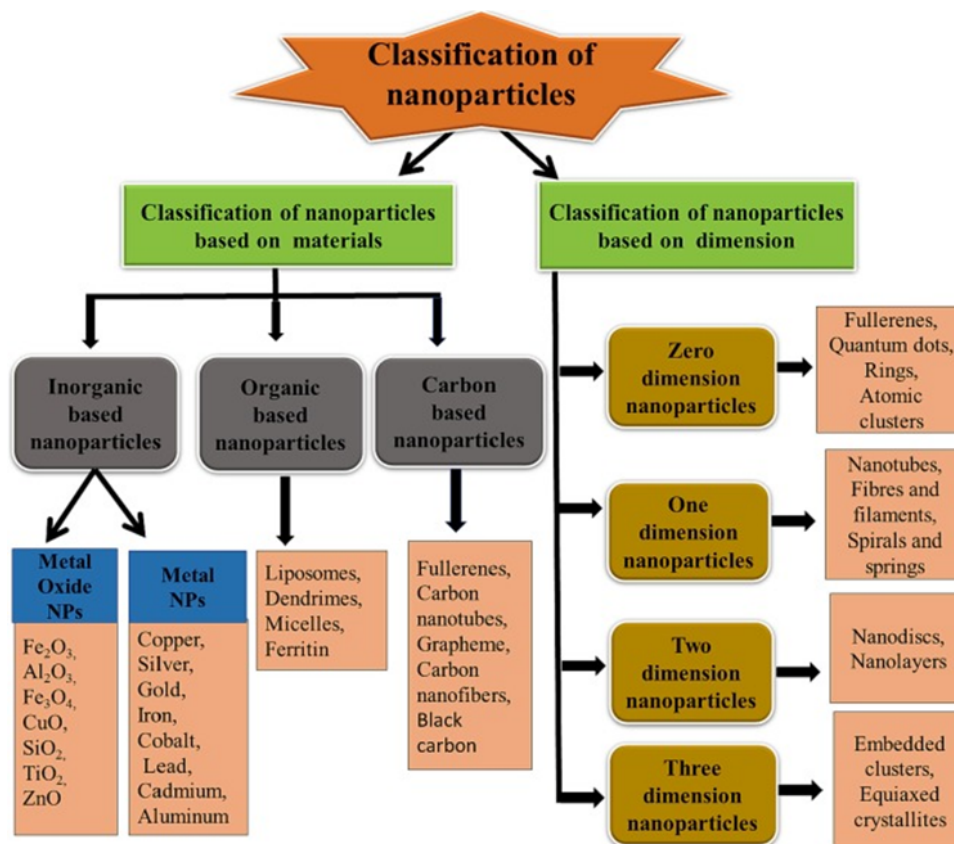 Classification of
nanoparticles
Classification of nanoparticles
based on materials
Classification of nanoparticles
based on dimension
Inorganic
based
nanoparticles
Organic
based
nanoparticles
Carbon
based
nanoparticles
Metal
Oxide
NPs
Fe₂O₃,
Al₂O₃,
Fe₃O₄,
CuO,
SiO₂,
TiO₂,
ZnO
Metal
NPs
Copper,
Silver,
Gold,
Iron,
Cobalt,
Lead,
Cadmium,
Aluminum
Liposomes,
Dendrimes,
Micelles,
Ferritin
Fullerenes,
Carbon
nanotubes,
Grapheme,
Carbon
nanofibers,
Black
carbon
Zero
dimension
nanoparticles
Fullerenes,
Quantum dots,
Rings,
Atomic
clusters
One
dimension
nanoparticles
Nanotubes,
Fibres and
filaments,
Spirals and
springs
Two
dimension
nanoparticles
Nanodiscs,
Nanolayers
Three
dimension
nanoparticles
Embedded
clusters,
Equiaxed
crystallites